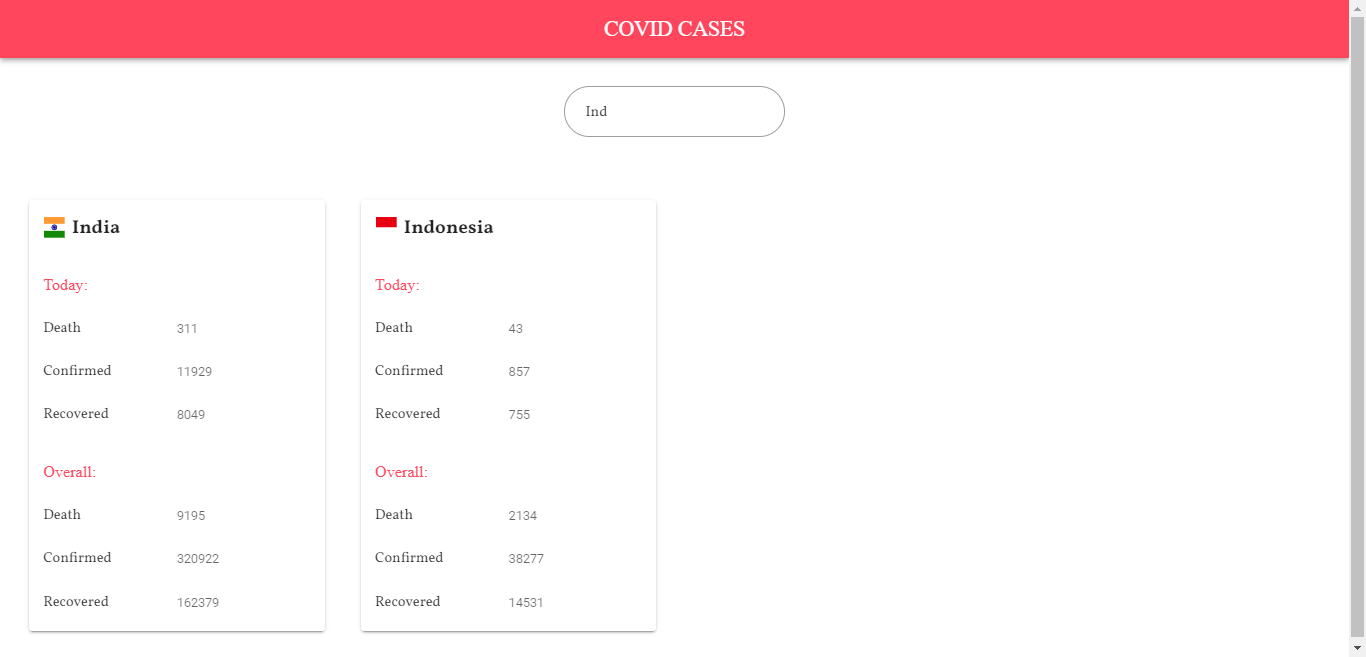 COVID CASES
Ind
India
Today:
Death 311
Confirmed 11929
Recovered 8049
Overall:
Death 9195
Confirmed 320922
Recovered 162379
Indonesia
Today:
Death 43
Confirmed 857
Recovered 755
Overall:
Death 2134
Confirmed 38277
Recovered 14531